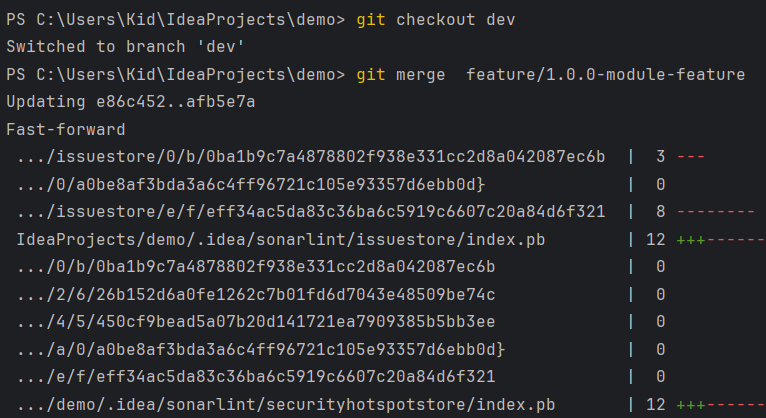 PS C:\Users\Kid\IdeaProjects\demo> git checkout dev
Switched to branch 'dev'
PS C:\Users\Kid\IdeaProjects\demo> git merge  feature/1.0.0-module-feature
Updating e86c452..afb5e7a
Fast-forward
 .../issuestore/0/b/0ba1b9c7a4878802f938e331cc2d8a042087ec6b  |  3 ---
 .../0/a0be8af3bda3a6c4ff96721c105e93357d6ebb0d}              |  0
 .../issuestore/e/f/eff34ac5da83c36ba6c5919c6607c20a84d6f321  |  8 --------
 IdeaProjects/demo/.idea/sonarlint/issuestore/index.pb        | 12 +++------
 .../0/b/0ba1b9c7a4878802f938e331cc2d8a042087ec6b             |  0
 .../2/6/26b152d6a0fe1262c7b01fd6d7043e48509be74c             |  0
 .../4/5/450cf9bead5a07b20d141721ea7909385b5bb3ee             |  0
 .../a/0/a0be8af3bda3a6c4ff96721c105e93357d6ebb0d}            |  0
 .../e/f/eff34ac5da83c36ba6c5919c6607c20a84d6f321             |  0
 .../demo/.idea/sonarlint/securityhotspotstore/index.pb       | 12 +++------